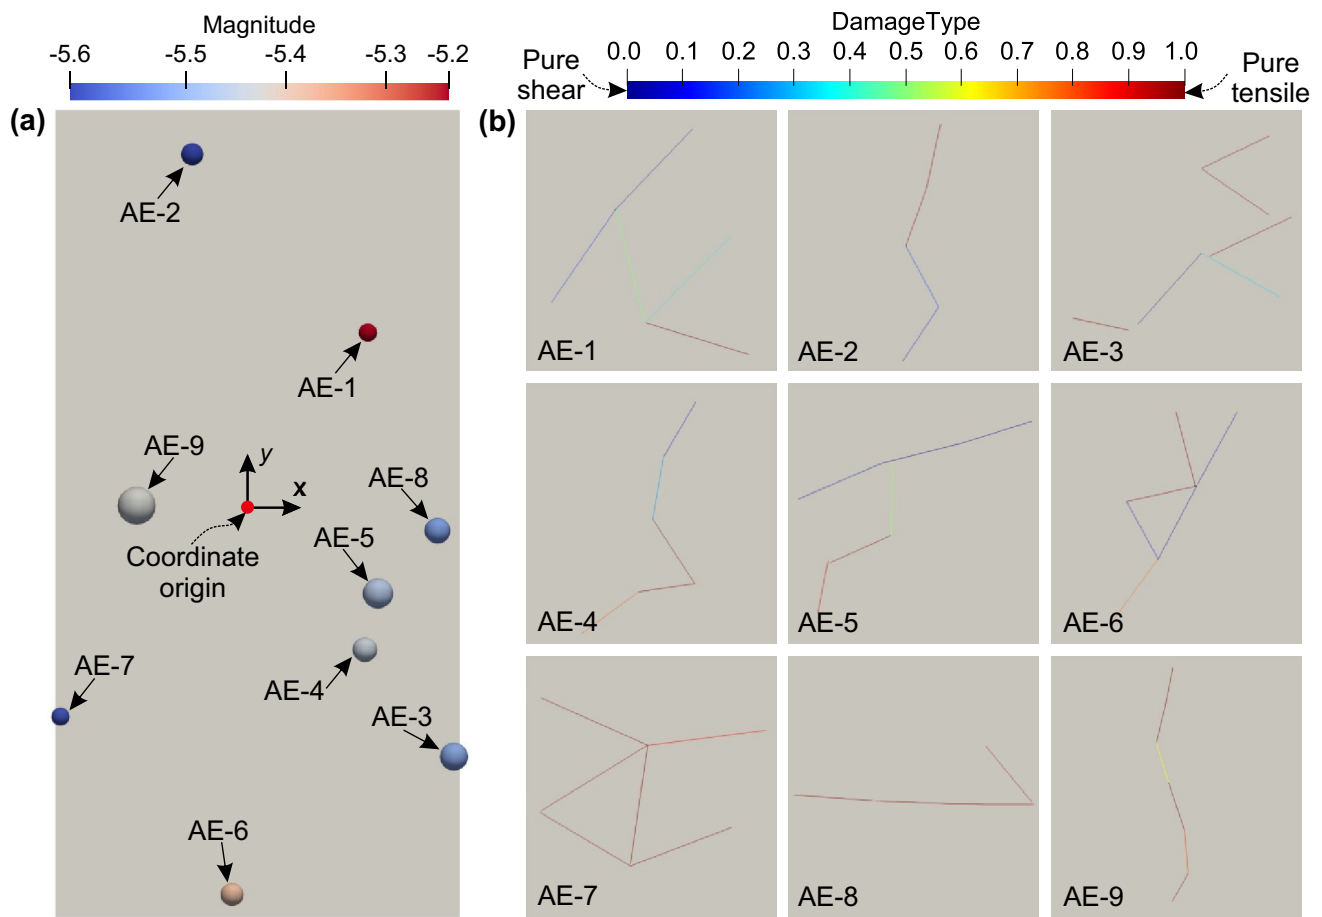 Magnitude
-5.6 -5.5 -5.4 -5.3 -5.2
(a)
AE-2
AE-1
AE-9
y
x
AE-8
Coordinate
origin
AE-5
AE-7
AE-4
AE-3
AE-6
DamageType
0.0 0.1 0.2 0.3 0.4 0.5 0.6 0.7 0.8 0.9 1.0
Pure
shear
Pure
tensile
(b)
AE-1
AE-2
AE-3
AE-4
AE-5
AE-6
AE-7
AE-8
AE-9